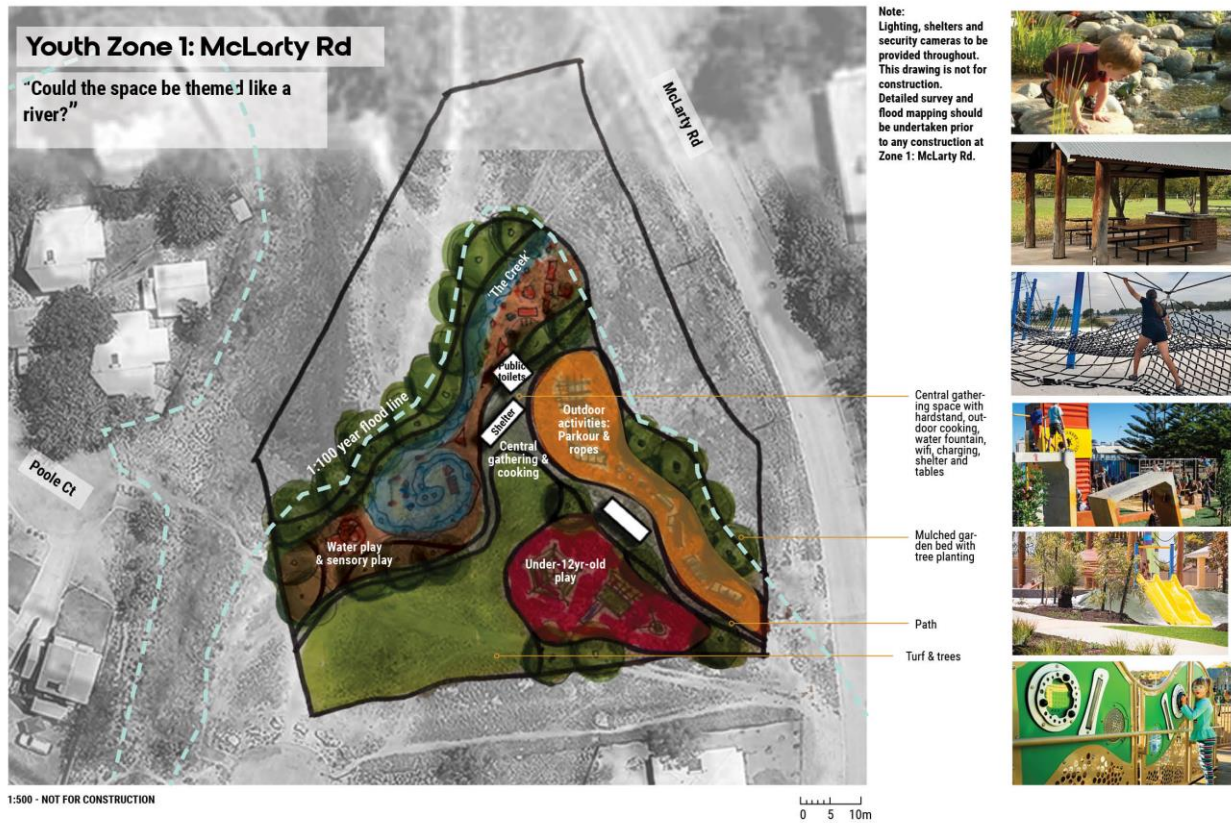 Youth Zone 1: McLarty Rd
"Could the space be themed like a
river?"
McLarty Rd
Note:
Lighting, shelters and
security cameras to be
provided throughout.
This drawing is not for
construction.
Detailed survey and
flood mapping should
be undertaken prior
to any construction at
Zone 1: McLarty Rd.
'The Creek'
Public
toilets
Shelter
Central
gathering &
cooking
Outdoor
activities:
Parkour &
ropes
1:100 year flood line
Poole Ct
Water play
& sensory play
Under-12yr-old
play
Central gather-
ing space with
hardstand, out-
door cooking,
water fountain,
wifi, charging,
shelter and
tables
Mulched gar-
den bed with
tree planting
Path
Turf & trees
1:500 - NOT FOR CONSTRUCTION
0 5 10m